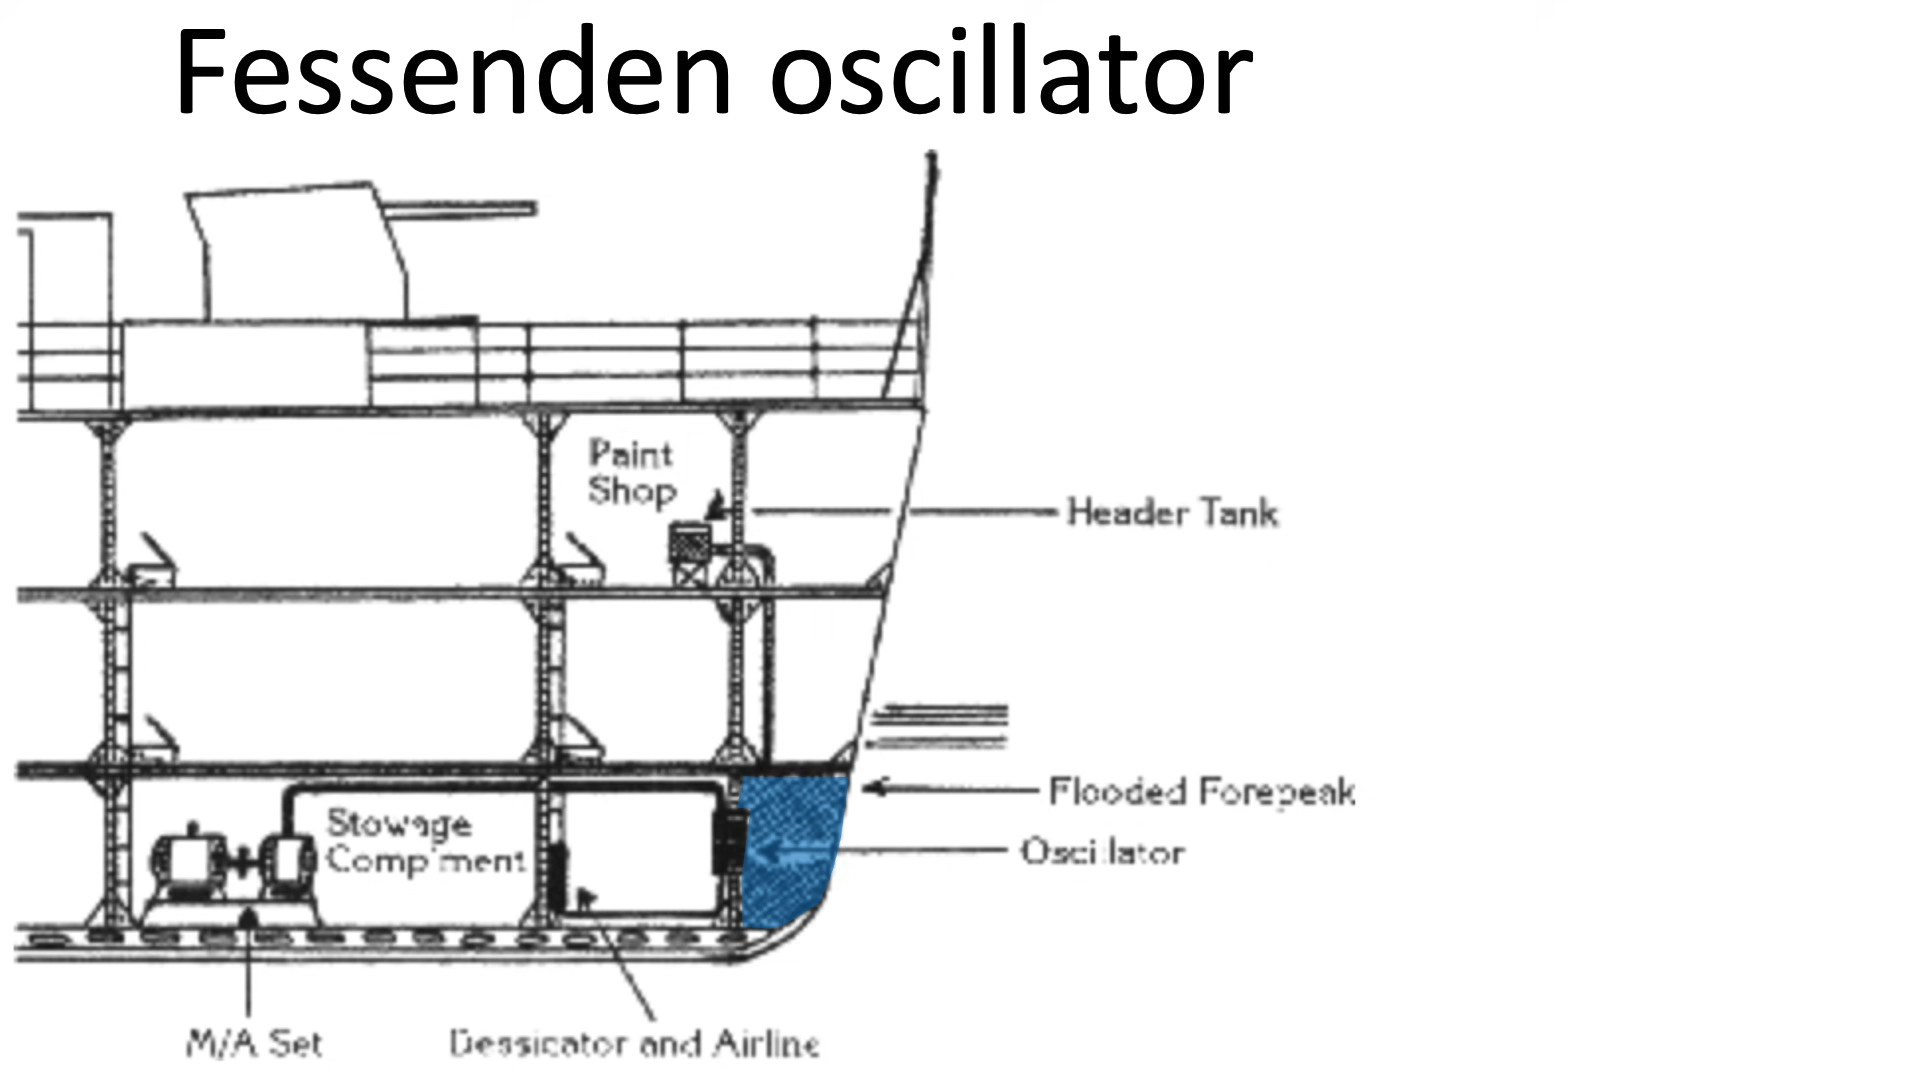 Fessenden oscillator
Paint
Shop
Header Tank
Flooded Forepeak
Stowage
Comp'ment
Oscillator
M/A Set
Dessicator and Airline